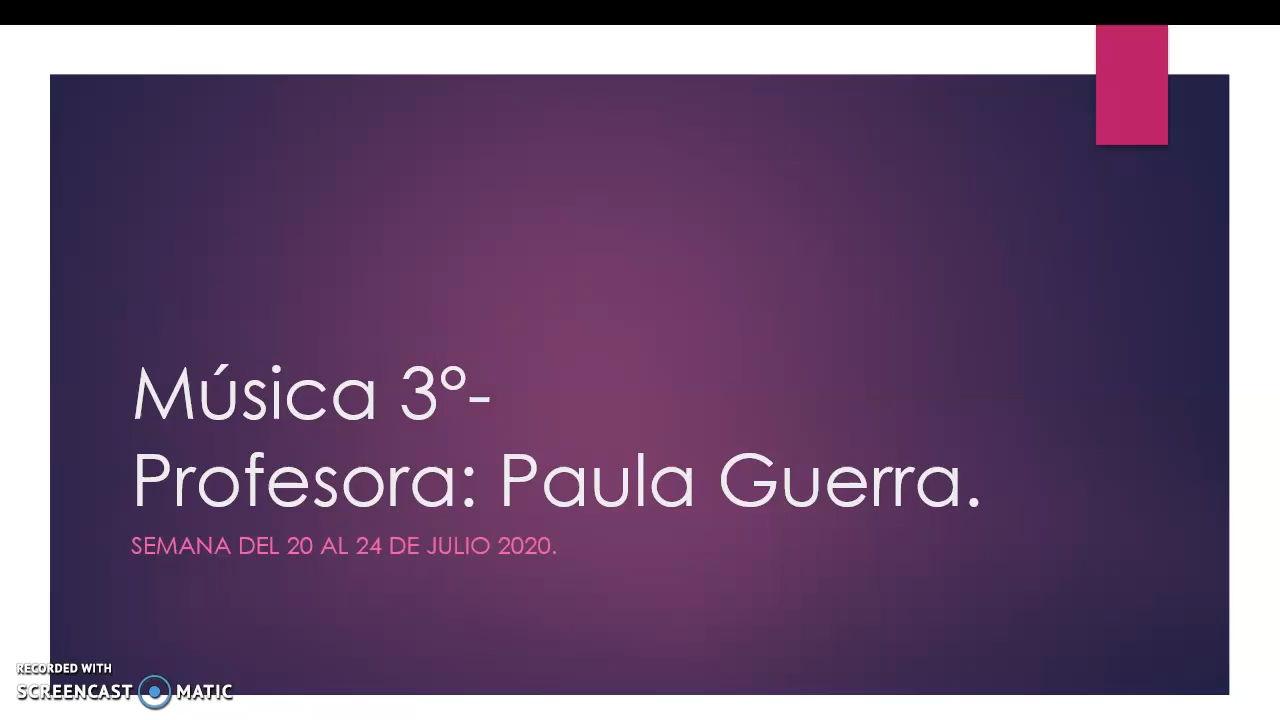 Música 3°-
Profesora: Paula Guerra.
SEMANA DEL 20 AL 24 DE JULIO 2020.
RECORDED WITH
SCREENCAST MATIC